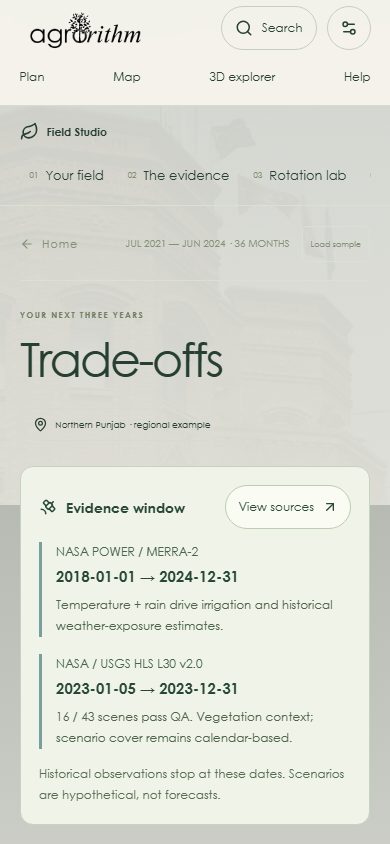 agrorithm
Search
Plan
Map
3D explorer
Help
Field Studio
01 Your field
02 The evidence
03 Rotation lab
Home
JUL 2021 — JUN 2024 · 36 MONTHS
Load sample
YOUR NEXT THREE YEARS
Trade-offs
Northern Punjab · regional example
Evidence window
View sources
NASA POWER / MERRA-2
2018-01-01 → 2024-12-31
Temperature + rain drive irrigation and historical
weather-exposure estimates.
NASA / USGS HLS L30 v2.0
2023-01-05 → 2023-12-31
16 / 43 scenes pass QA. Vegetation context;
scenario cover remains calendar-based.
Historical observations stop at these dates. Scenarios
are hypothetical, not forecasts.